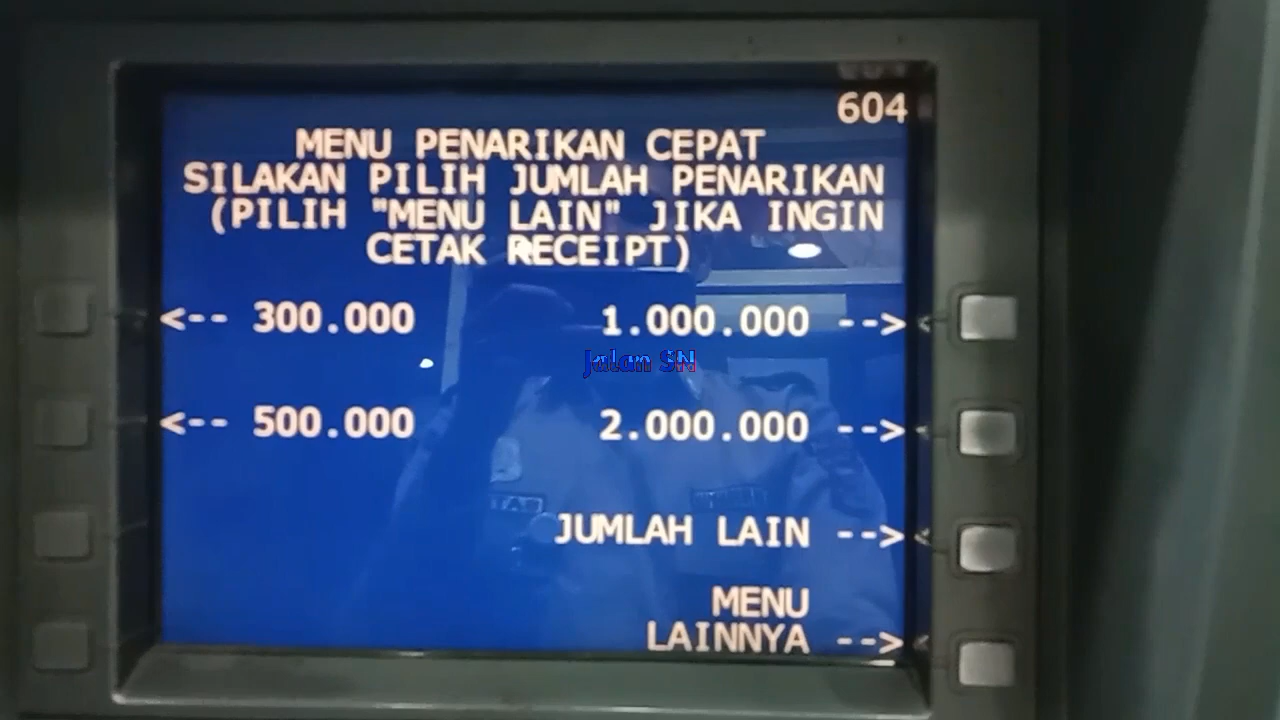 604
MENU PENARIKAN CEPAT
SILAKAN PILIH JUMLAH PENARIKAN
(PILIH "MENU LAIN" JIKA INGIN
CETAK RECEIPT)
<-- 300.000 1.000.000 -->
Jalan SN
<-- 500.000 2.000.000 -->
JUMLAH LAIN -->
MENU
LAINNYA -->